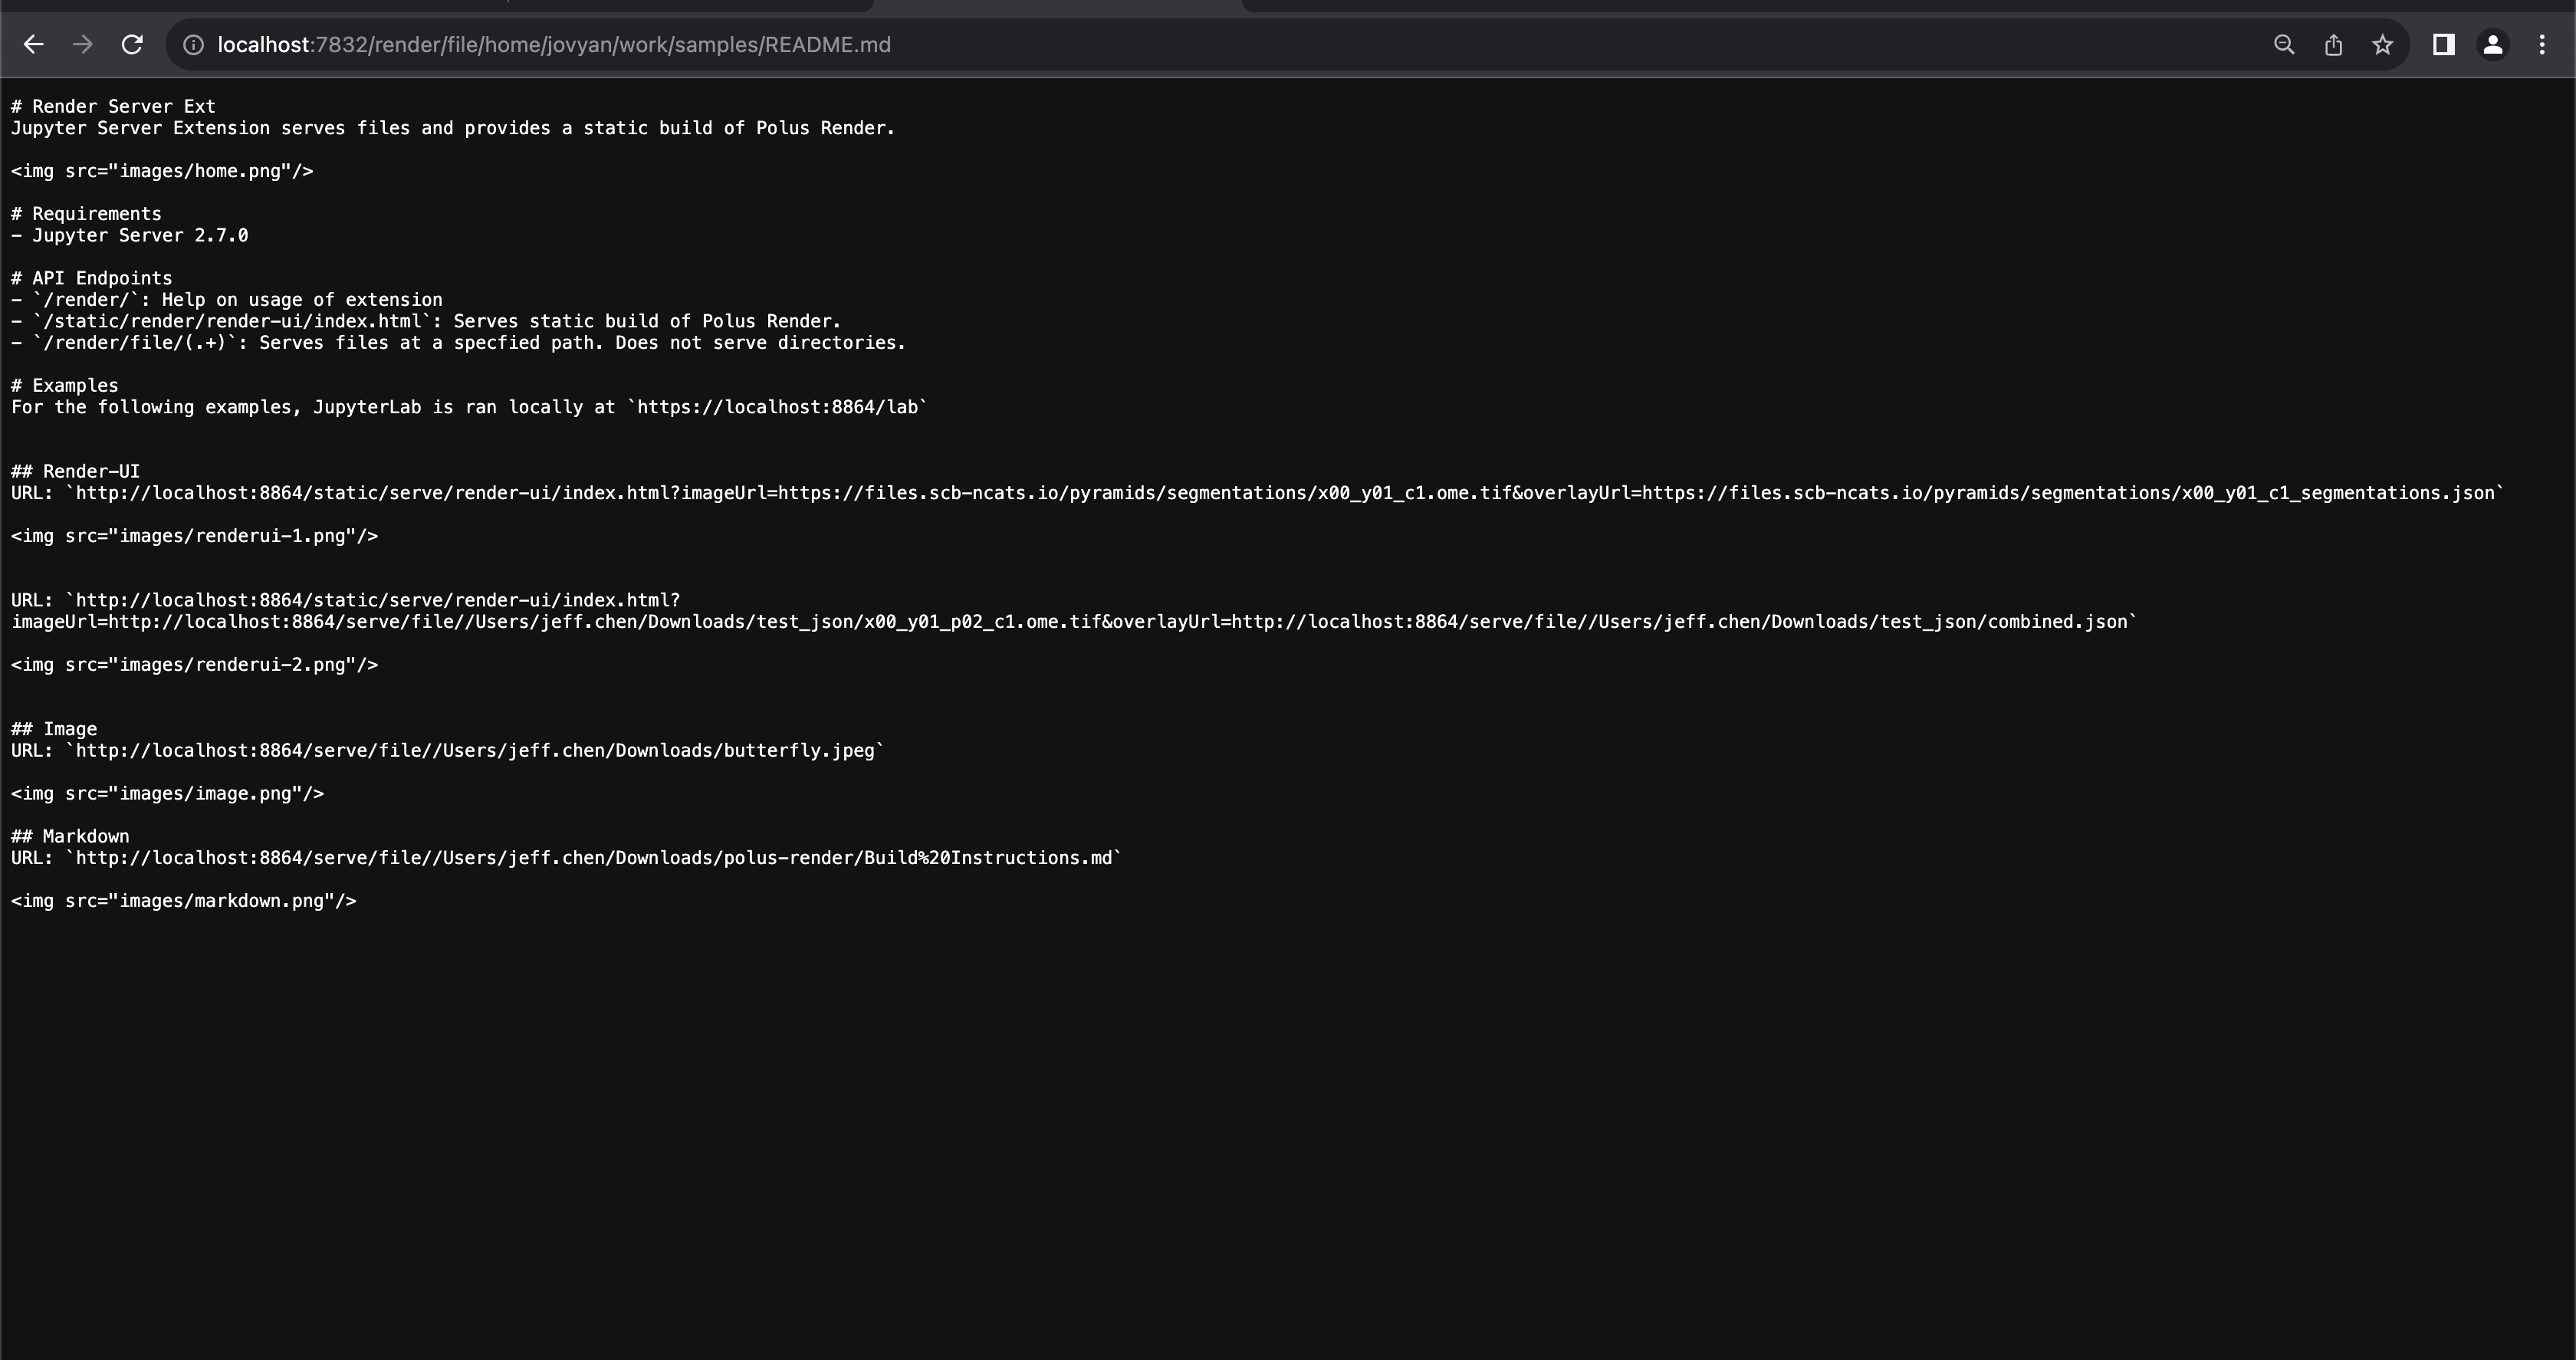 localhost:7832/render/file/home/jovyan/work/samples/README.md
# Render Server Ext
Jupyter Server Extension serves files and provides a static build of Polus Render.
<img src="images/home.png"/>
# Requirements
- Jupyter Server 2.7.0
# API Endpoints
- `/render/`: Help on usage of extension
- `/static/render/render-ui/index.html`: Serves static build of Polus Render.
- `/render/file/(.+)`: Serves files at a specfied path. Does not serve directories.
# Examples
For the following examples, JupyterLab is ran locally at `https://localhost:8864/lab`
## Render-UI
URL: `http://localhost:8864/static/serve/render-ui/index.html?imageUrl=https://files.scb-ncats.io/pyramids/segmentations/x00_y01_c1.ome.tif&overlayUrl=https://files.scb-ncats.io/pyramids/segmentations/x00_y01_c1_segmentations.json`
<img src="images/renderui-1.png"/>
URL: `http://localhost:8864/static/serve/render-ui/index.html?
imageUrl=http://localhost:8864/serve/file//Users/jeff.chen/Downloads/test_json/x00_y01_p02_c1.ome.tif&overlayUrl=http://localhost:8864/serve/file//Users/jeff.chen/Downloads/test_json/combined.json`
<img src="images/renderui-2.png"/>
## Image
URL: `http://localhost:8864/serve/file//Users/jeff.chen/Downloads/butterfly.jpeg`
<img src="images/image.png"/>
## Markdown
URL: `http://localhost:8864/serve/file//Users/jeff.chen/Downloads/polus-render/Build%20Instructions.md`
<img src="images/markdown.png"/>